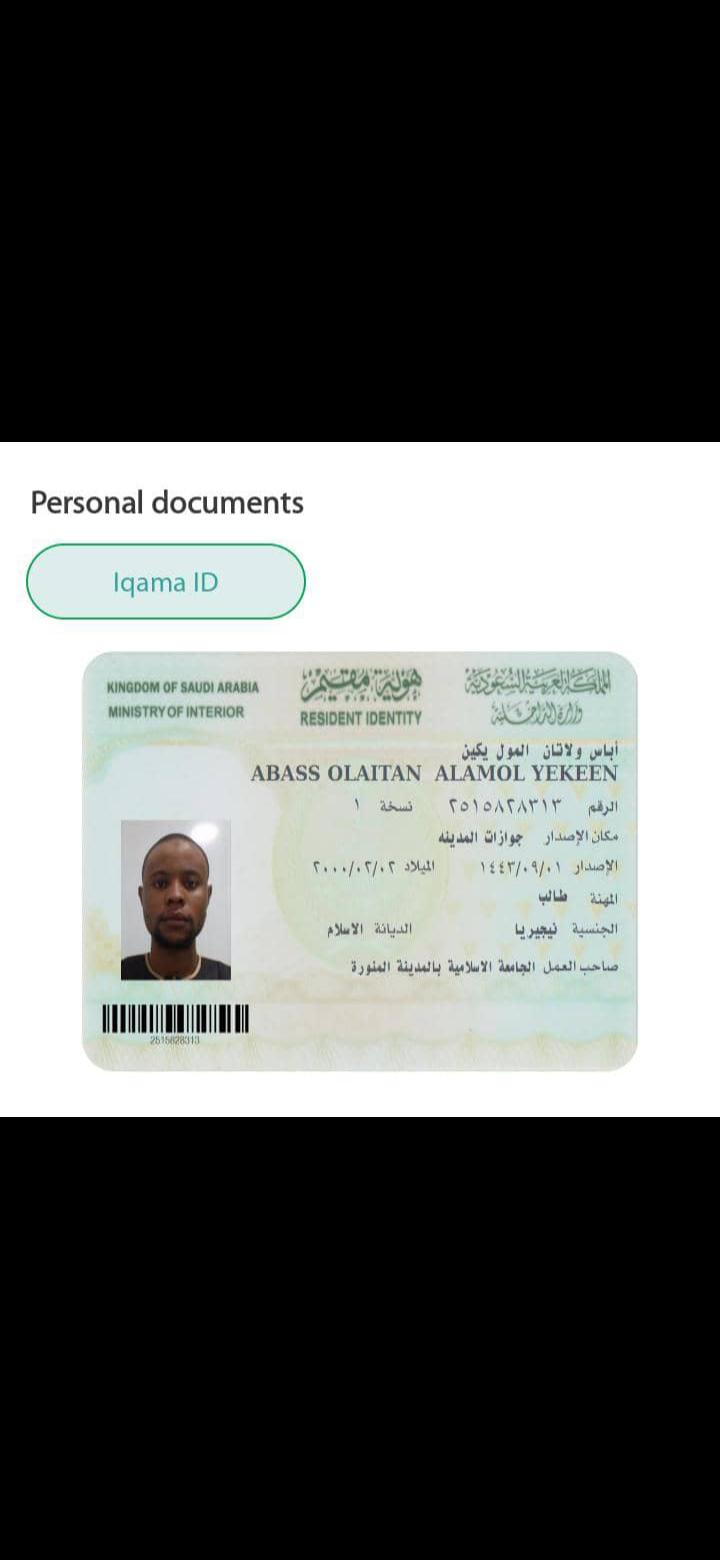 Personal documents
Iqama ID
KINGDOM OF SAUDI ARABIA هوية مقيم المملكة العربية السعودية
MINISTRY OF INTERIOR RESIDENT IDENTITY وزارة الداخلية
أباس ولاتان المول يكين
ABASS OLAITAN ALAMOL YEKEEN
الرقم ٢٥١٥٨٢٨٣١٣ نسخة ١
مكان الإصدار جوازات المدينه
الإصدار ١٤٤٣/٠٩/٠١ الميلاد ٢٠٠٠/٠٢/٠٢
المهنة طالب
الجنسية نيجيريا الديانة الاسلام
صاحب العمل الجامعة الاسلامية بالمدينة المنورة
2515828313